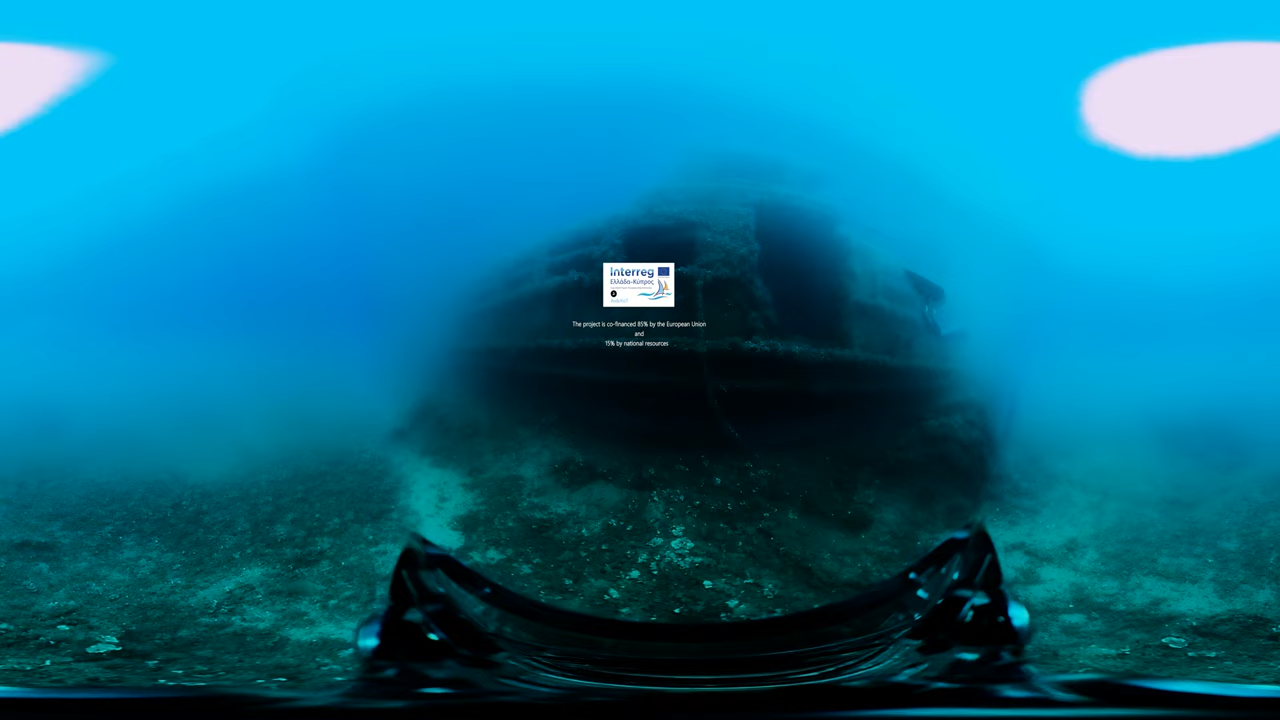 Interreg
Ελλάδα-Κύπρος
The project is co-financed 85% by the European Union
and
15% by national resources